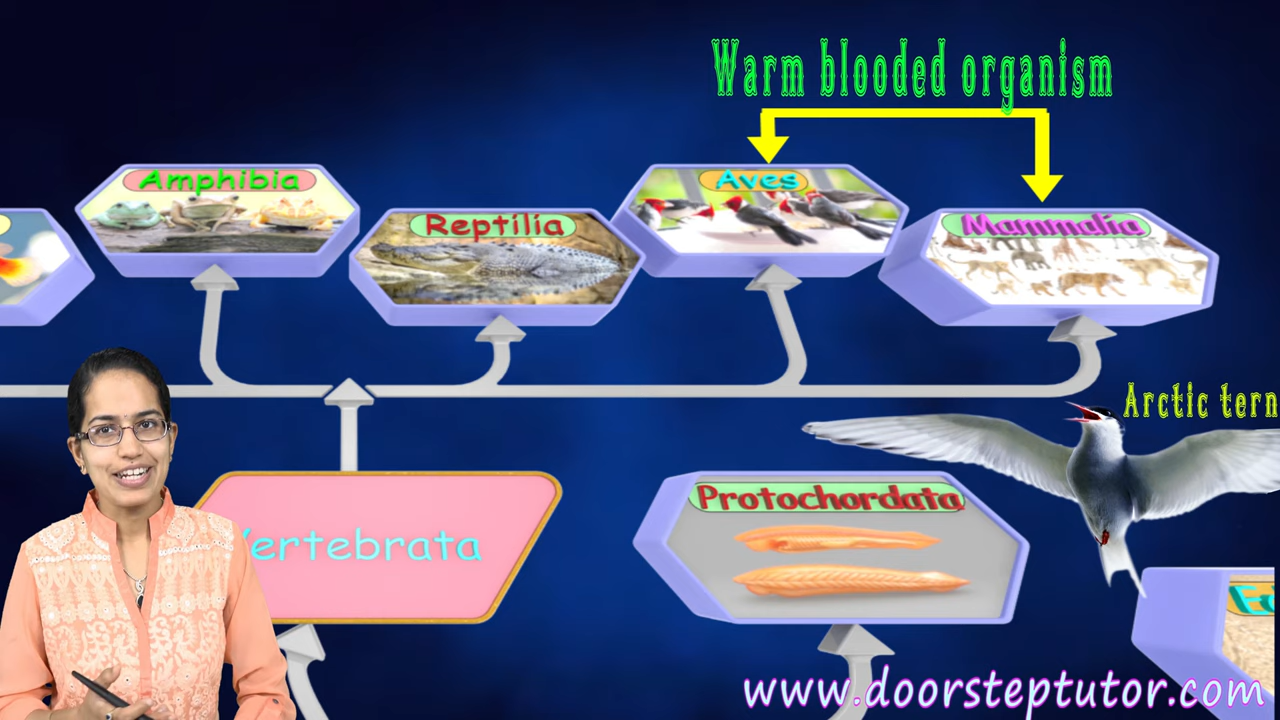 Warm blooded organism
Amphibia
Aves
Reptilia
Mammalia
Arctic tern
Protochordata
Vertebrata
www.doorsteptutor.com